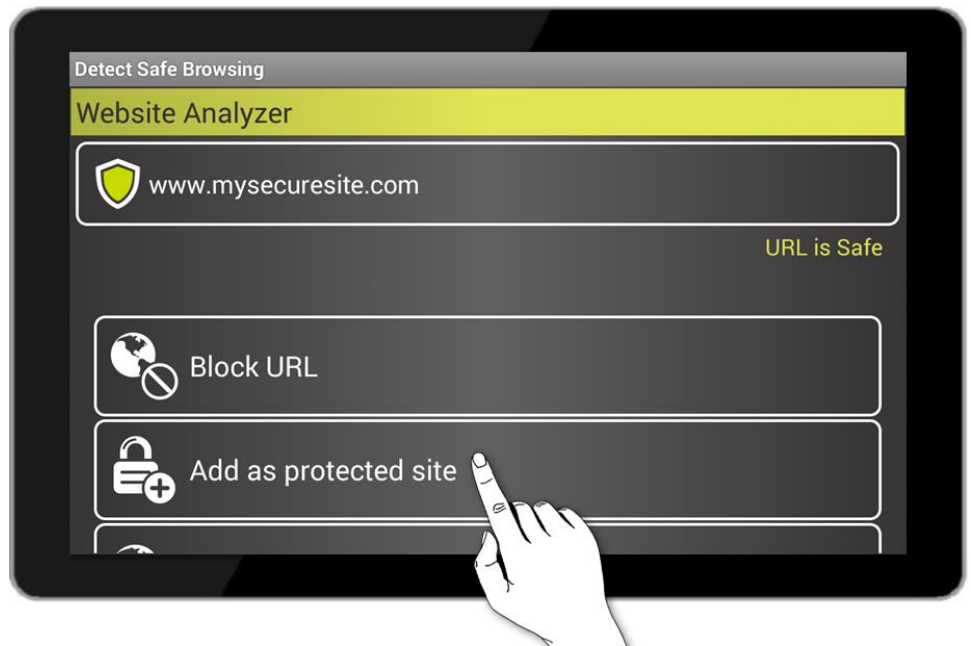 Detect Safe Browsing
Website Analyzer
www.mysecuresite.com
URL is Safe
Block URL
Add as protected site